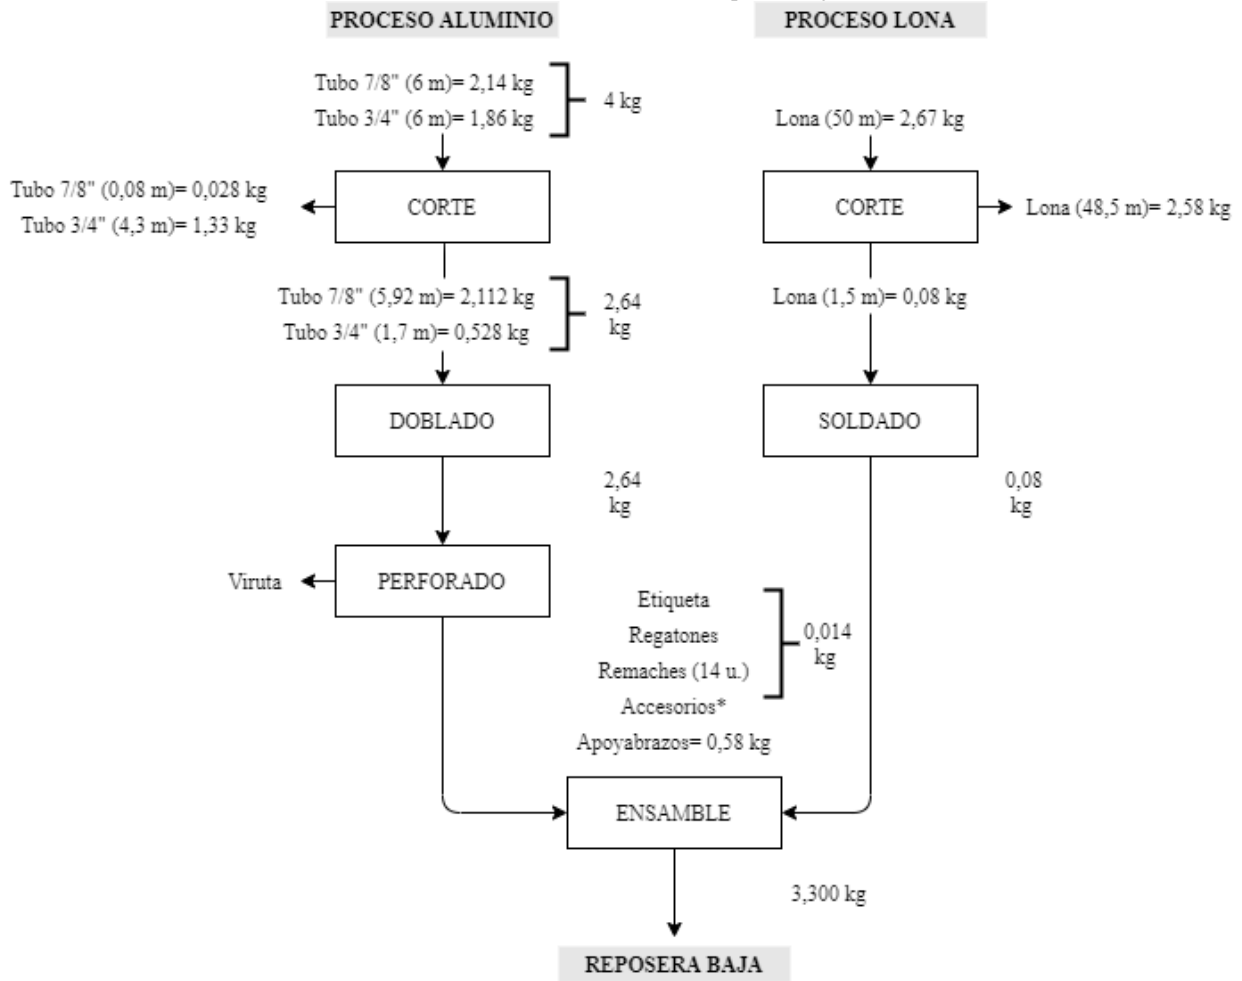 PROCESO ALUMINIO
PROCESO LONA
Tubo 7/8" (6 m)= 2,14 kg
Tubo 3/4" (6 m)= 1,86 kg
4 kg
Lona (50 m)= 2,67 kg
Tubo 7/8" (0,08 m)= 0,028 kg
Tubo 3/4" (4,3 m)= 1,33 kg
CORTE
CORTE
Lona (48,5 m)= 2,58 kg
Tubo 7/8" (5,92 m)= 2,112 kg
Tubo 3/4" (1,7 m)= 0,528 kg
2,64
kg
Lona (1,5 m)= 0,08 kg
DOBLADO
SOLDADO
2,64
kg
0,08
kg
Viruta
PERFORADO
Etiqueta
Regatones
Remaches (14 u.)
0,014
kg
Accesorios*
Apoyabrazos= 0,58 kg
ENSAMBLE
3,300 kg
REPOSERA BAJA